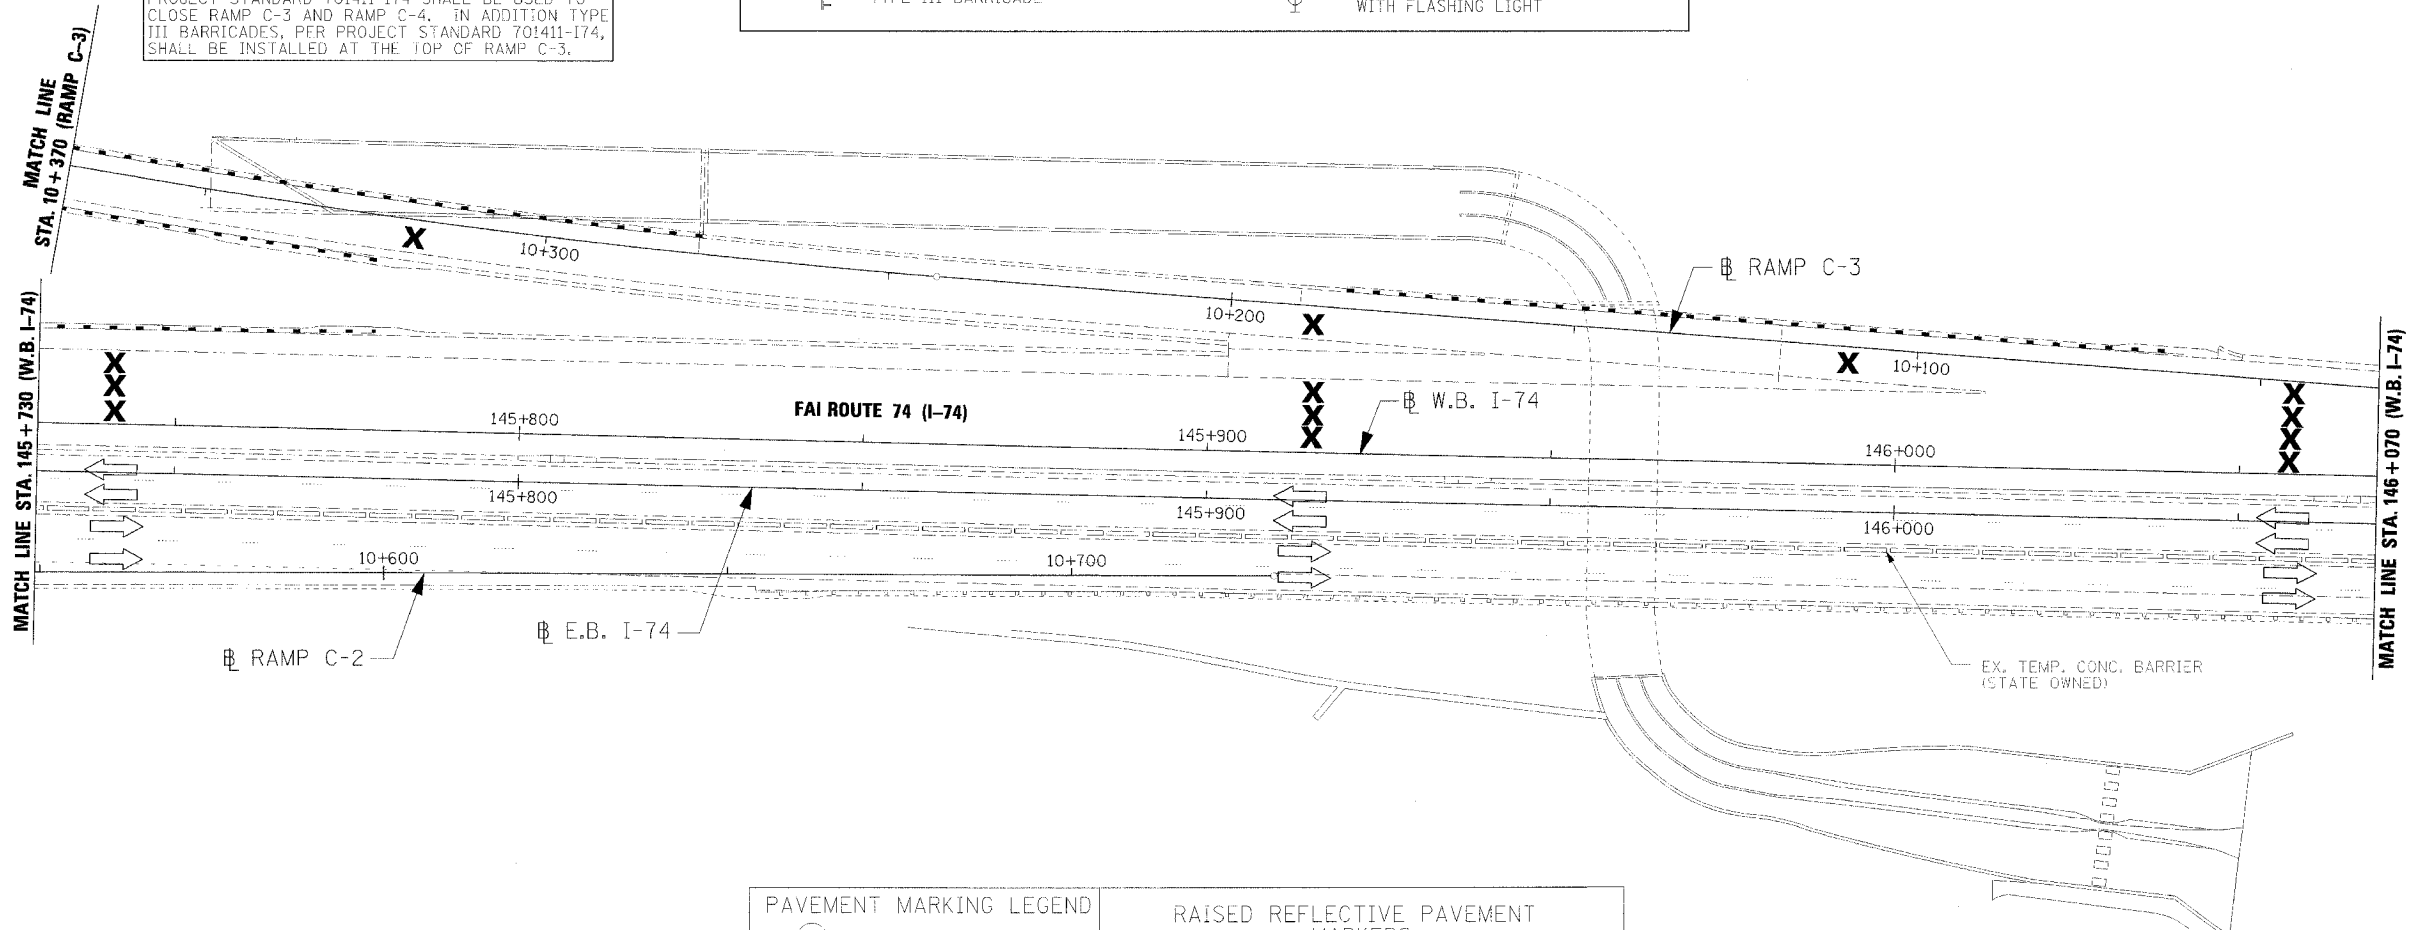 PROJECT STANDARD 701411-I74 SHALL BE USED TO
CLOSE RAMP C-3 AND RAMP C-4. IN ADDITION TYPE
III BARRICADES, PER PROJECT STANDARD 701411-I74,
SHALL BE INSTALLED AT THE TOP OF RAMP C-3.
TYPE III BARRICADE
WITH FLASHING LIGHT
MATCH LINE
STA. 10+370 (RAMP C-3)
MATCH LINE STA. 145+730 (W.B. I-74)
X
10+300
10+200
X
℄ RAMP C-3
X
10+100
X
X
X
FAI ROUTE 74 (I-74)
X
X
X
℄ W.B. I-74
X
X
X
X
145+800
145+900
146+000
145+800
145+900
146+000
10+600
10+700
℄ E.B. I-74
℄ RAMP C-2
EX. TEMP. CONC. BARRIER
(STATE OWNED)
MATCH LINE STA. 146+070 (W.B. I-74)
PAVEMENT MARKING LEGEND
RAISED REFLECTIVE PAVEMENT
MARKERS